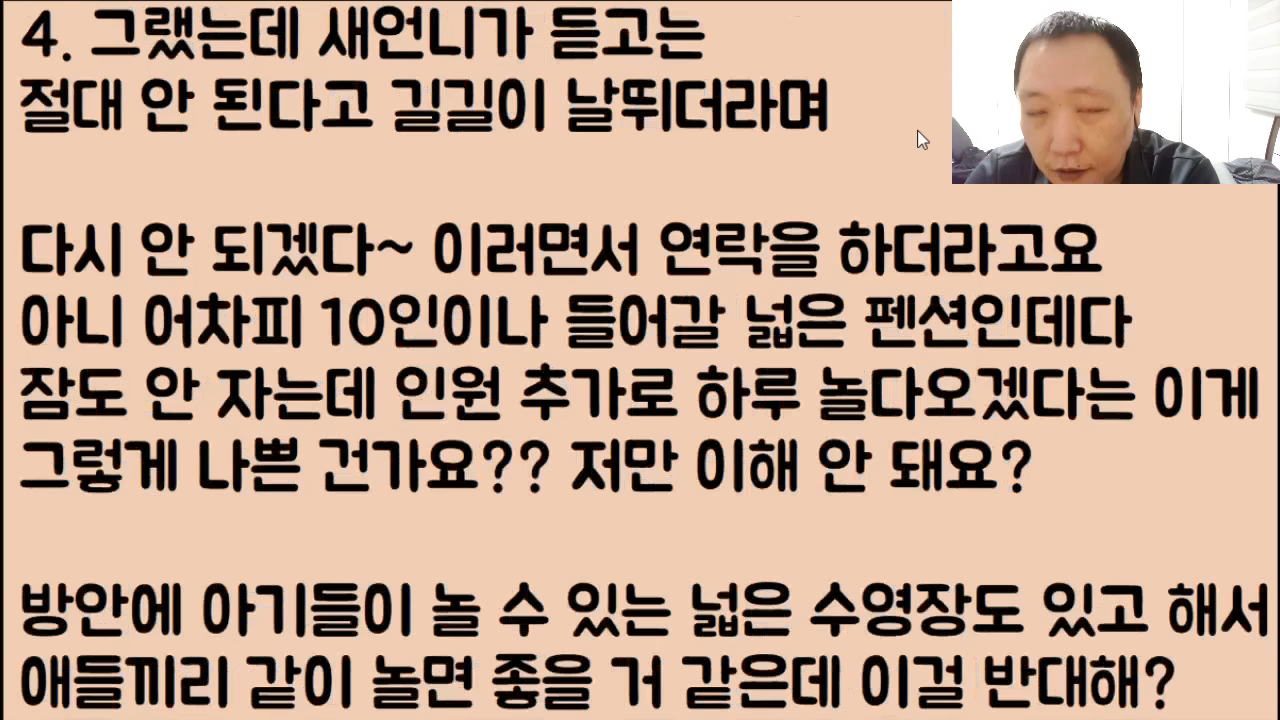 4. 그랬는데 새언니가 듣고는
절대 안 된다고 길길이 날뛰더라며
다시 안 되겠다~ 이러면서 연락을 하더라고요
아니 어차피 10인이나 들어갈 넓은 펜션인데다
잠도 안 자는데 인원 추가로 하루 놀다오겠다는 이게
그렇게 나쁜 건가요?? 저만 이해 안 돼요?
방안에 아기들이 놀 수 있는 넓은 수영장도 있고 해서
애들끼리 같이 놀면 좋을 거 같은데 이걸 반대해?